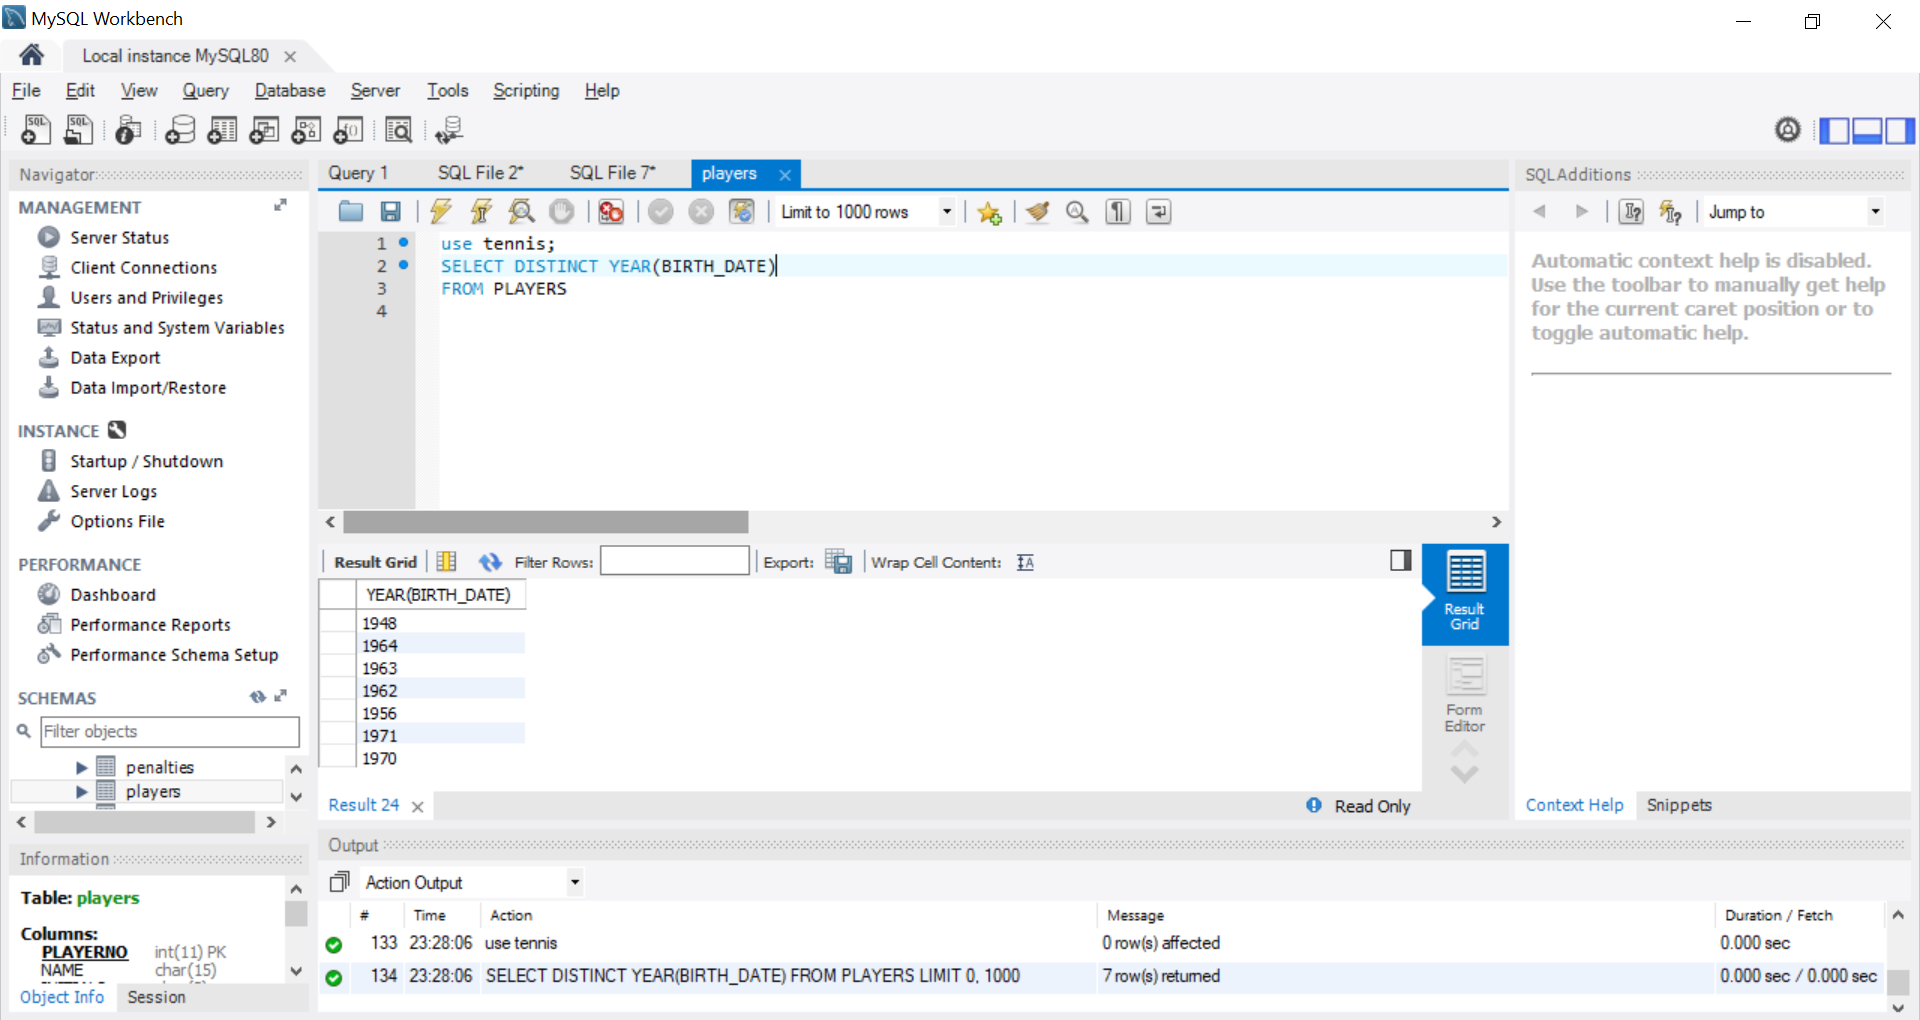 MySQL Workbench
Local instance MySQL80
File Edit View Query Database Server Tools Scripting Help
SQL SQL
Navigator
MANAGEMENT
Server Status
Client Connections
Users and Privileges
Status and System Variables
Data Export
Data Import/Restore
INSTANCE
Startup / Shutdown
Server Logs
Options File
PERFORMANCE
Dashboard
Performance Reports
Performance Schema Setup
SCHEMAS
Filter objects
penalties
players
Information
Table: players
Columns:
PLAYERNO int(11) PK
NAME char(15)
Object Info Session
Query 1 SQL File 2* SQL File 7* players
Limit to 1000 rows
1 use tennis;
2 SELECT DISTINCT YEAR(BIRTH_DATE)
3 FROM PLAYERS
4
Result Grid Filter Rows: Export: Wrap Cell Content:
YEAR(BIRTH_DATE)
1948
1964
1963
1962
1956
1971
1970
Result Grid
Form Editor
Result 24
Read Only
SQLAdditions
Jump to
Automatic context help is disabled.
Use the toolbar to manually get help
for the current caret position or to
toggle automatic help.
Context Help Snippets
Output
Action Output
# Time Action Message Duration / Fetch
133 23:28:06 use tennis 0 row(s) affected 0.000 sec
134 23:28:06 SELECT DISTINCT YEAR(BIRTH_DATE) FROM PLAYERS LIMIT 0, 1000 7 row(s) returned 0.000 sec / 0.000 sec